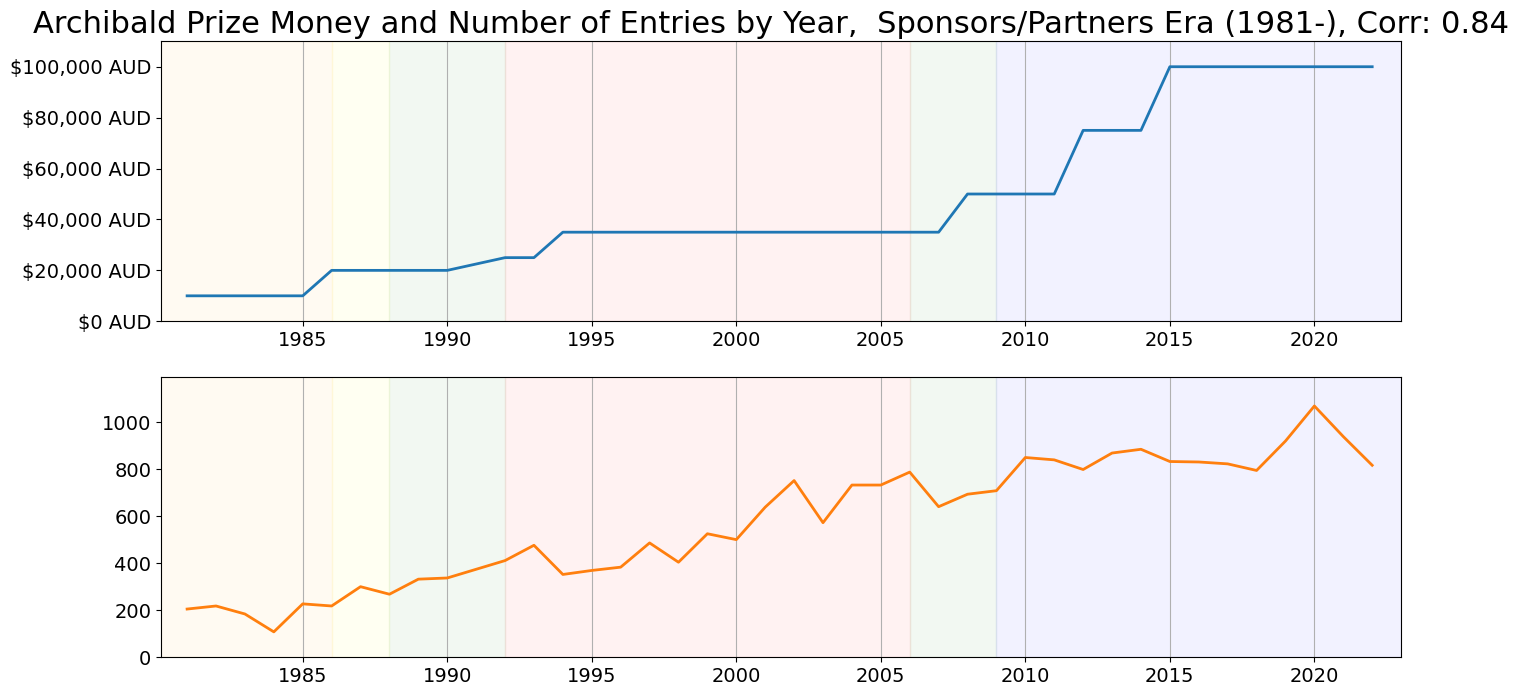 Archibald Prize Money and Number of Entries by Year,  Sponsors/Partners Era (1981-), Corr: 0.84
$100,000 AUD
$80,000 AUD
$60,000 AUD
$40,000 AUD
$20,000 AUD
$0 AUD
1985 1990 1995 2000 2005 2010 2015 2020
1000
800
600
400
200
0
1985 1990 1995 2000 2005 2010 2015 2020